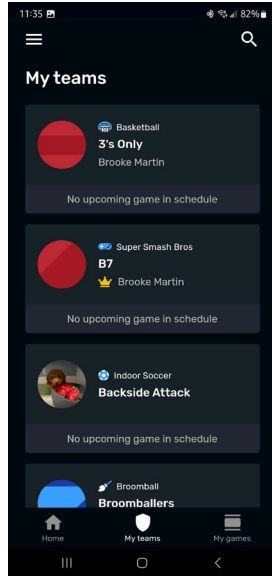 11:35
82%
My teams
Basketball
3's Only
Brooke Martin
No upcoming game in schedule
Super Smash Bros
B7
Brooke Martin
No upcoming game in schedule
Indoor Soccer
Backside Attack
No upcoming game in schedule
Broomball
Broomballers
Home
My teams
My games